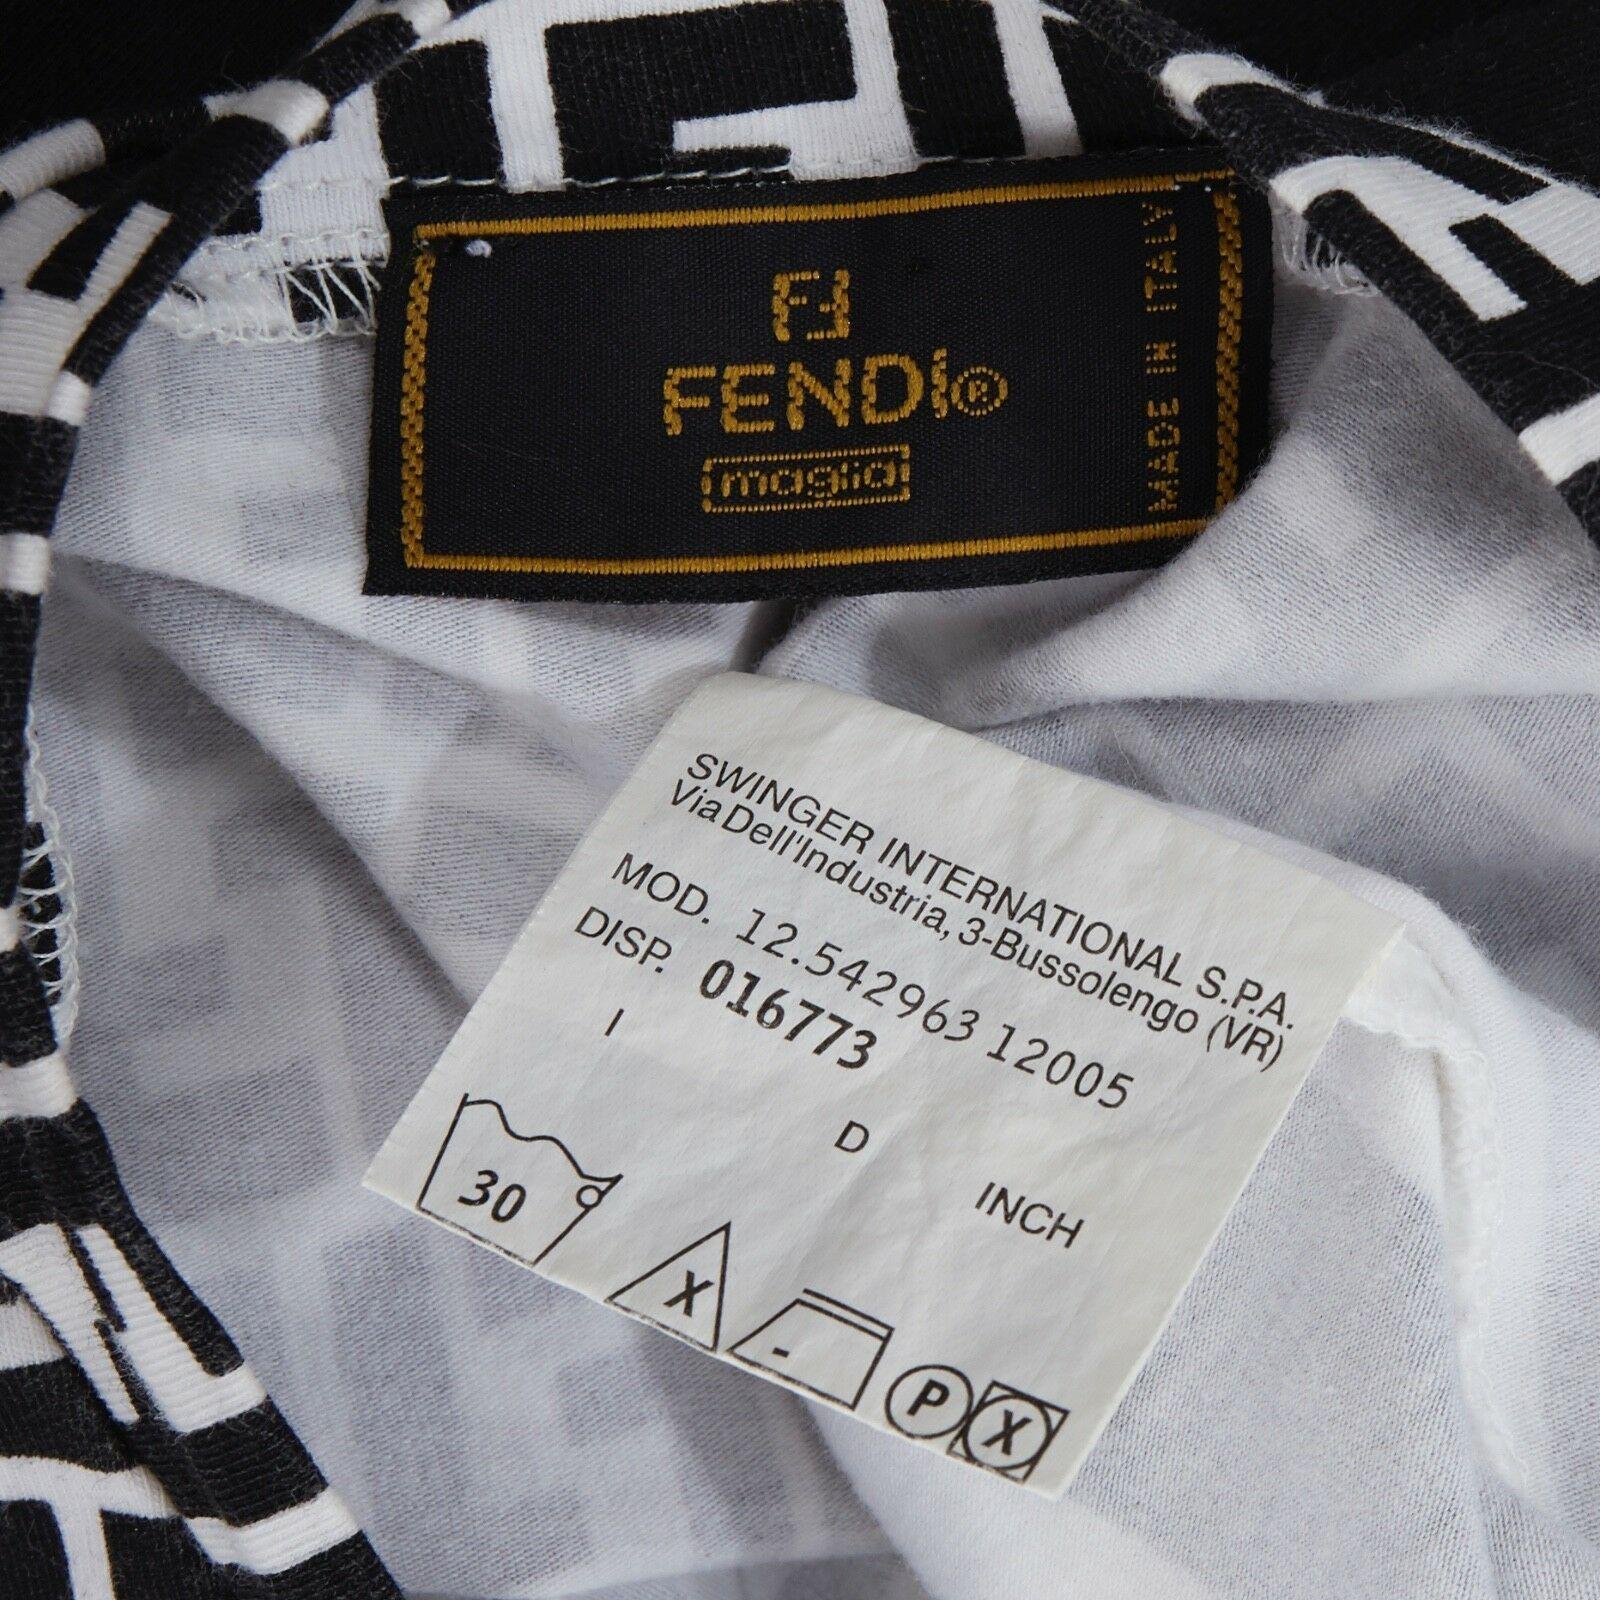 FF
FENDi®
maglia
MADE IN ITALY
SWINGER INTERNATIONAL S.P.A.
Via Dell'Industria, 3-Bussolengo (VR)
MOD. 12.542963 12005
DISP. 016773
I D INCH
30 X - P X